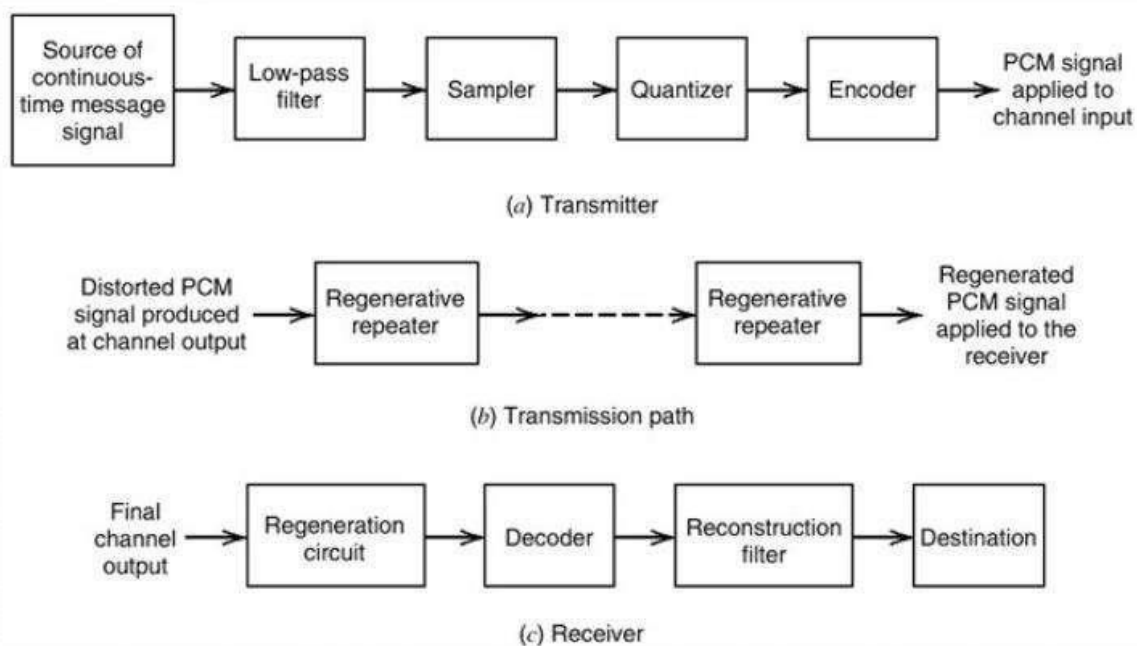 Source of
continuous-
time message
signal
Low-pass
filter
Sampler
Quantizer
Encoder
PCM signal
applied to
channel input
(a) Transmitter
Distorted PCM
signal produced
at channel output
Regenerative
repeater
Regenerative
repeater
Regenerated
PCM signal
applied to the
receiver
(b) Transmission path
Final
channel
output
Regeneration
circuit
Decoder
Reconstruction
filter
Destination
(c) Receiver